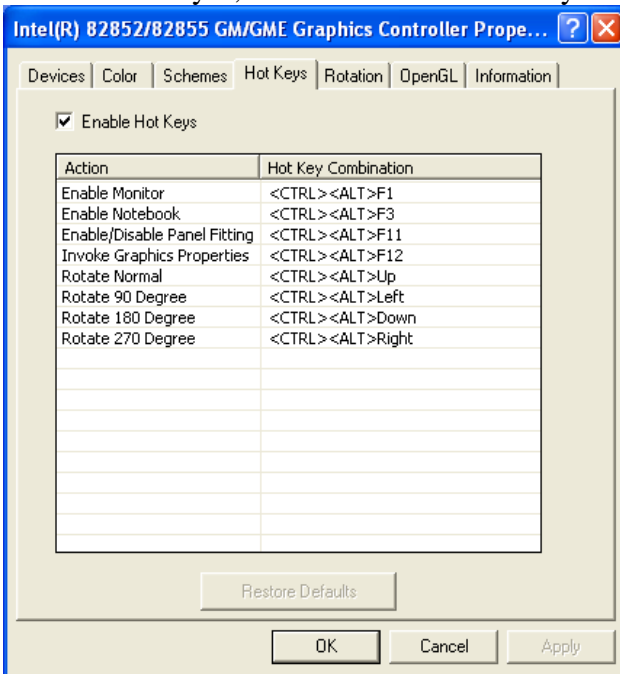 Intel(R) 82852/82855 GM/GME Graphics Controller Prope...
Devices Color Schemes Hot Keys Rotation OpenGL Information
Enable Hot Keys
Action Hot Key Combination
Enable Monitor <CTRL><ALT>F1
Enable Notebook <CTRL><ALT>F3
Enable/Disable Panel Fitting <CTRL><ALT>F11
Invoke Graphics Properties <CTRL><ALT>F12
Rotate Normal <CTRL><ALT>Up
Rotate 90 Degree <CTRL><ALT>Left
Rotate 180 Degree <CTRL><ALT>Down
Rotate 270 Degree <CTRL><ALT>Right
Restore Defaults
OK Cancel Apply